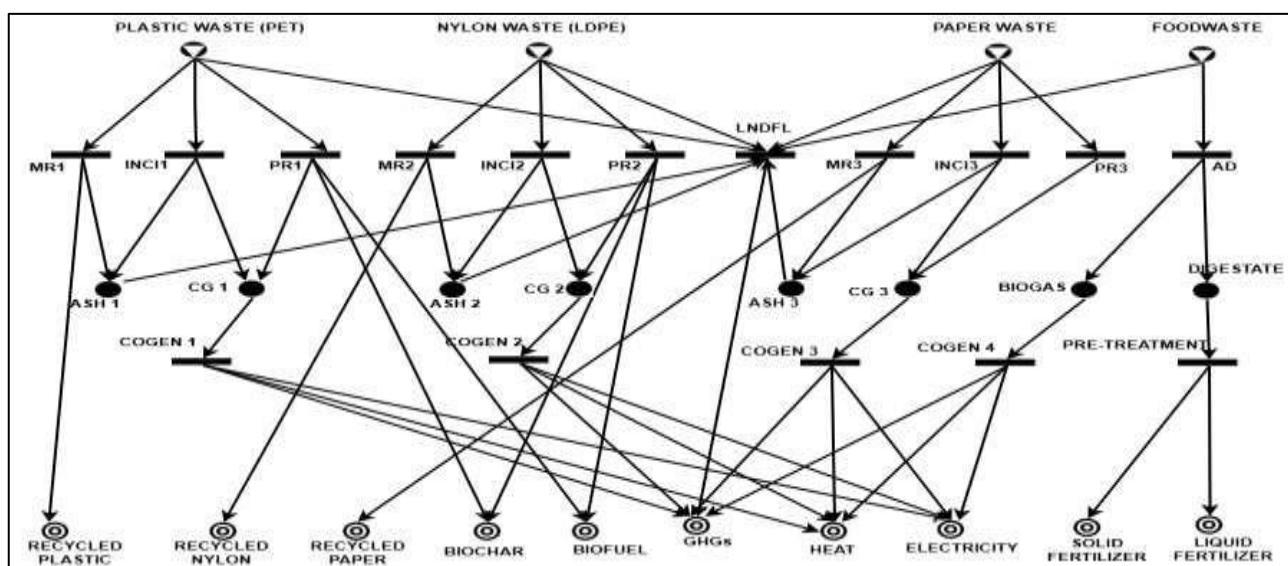 PLASTIC WASTE (PET)
NYLON WASTE (LDPE)
PAPER WASTE
FOODWASTE
LNDFL
MR1
INCI1
PR1
MR2
INCI2
PR2
MR3
INCI3
PR3
AD
ASH 1
CG 1
ASH 2
CG 2
ASH 3
CG 3
BIOGAS
DIGESTATE
COGEN 1
COGEN 2
COGEN 3
COGEN 4
PRE-TREATMENT
RECYCLED
PLASTIC
RECYCLED
NYLON
RECYCLED
PAPER
BIOCHAR
BIOFUEL
GHGs
HEAT
ELECTRICITY
SOLID
FERTILIZER
LIQUID
FERTILIZER